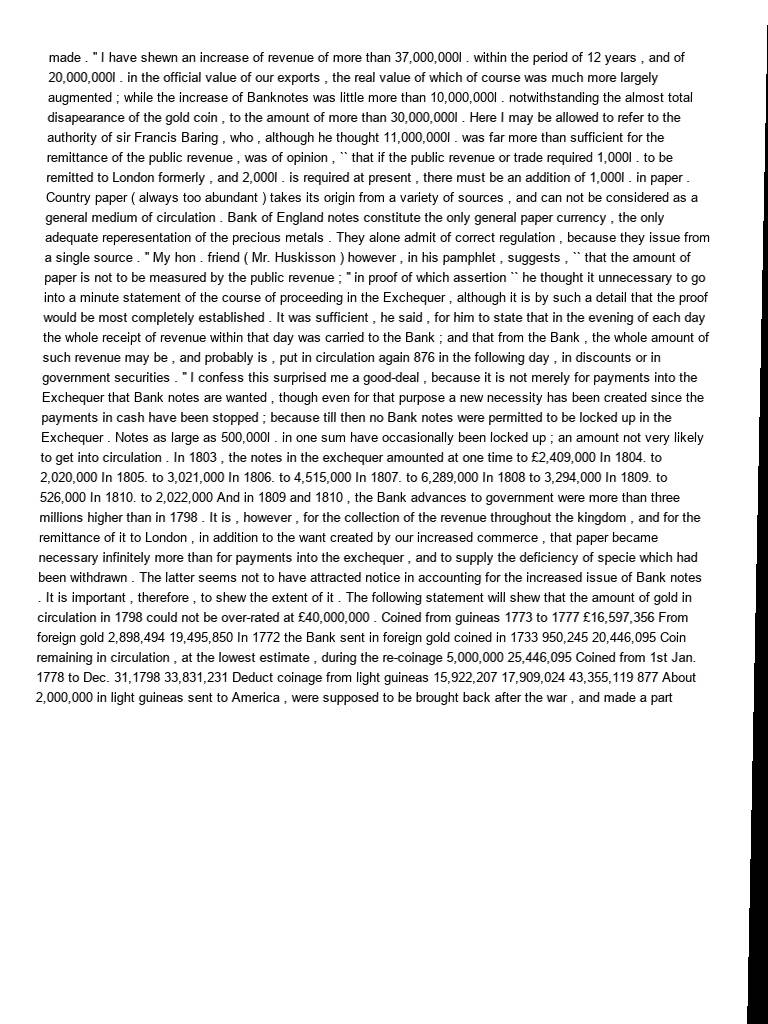 made . " I have shewn an increase of revenue of more than 37,000,000l . within the period of 12 years , and of
20,000,000l . in the official value of our exports , the real value of which of course was much more largely
augmented ; while the increase of Banknotes was little more than 10,000,000l . notwithstanding the almost total
disapearance of the gold coin , to the amount of more than 30,000,000l . Here I may be allowed to refer to the
authority of sir Francis Baring , who , although he thought 11,000,000l . was far more than sufficient for the
remittance of the public revenue , was of opinion , `` that if the public revenue or trade required 1,000l . to be
remitted to London formerly , and 2,000l . is required at present , there must be an addition of 1,000l . in paper .
Country paper ( always too abundant ) takes its origin from a variety of sources , and can not be considered as a
general medium of circulation . Bank of England notes constitute the only general paper currency , the only
adequate reperesentation of the precious metals . They alone admit of correct regulation , because they issue from
a single source . " My hon . friend ( Mr. Huskisson ) however , in his pamphlet , suggests , `` that the amount of
paper is not to be measured by the public revenue ; " in proof of which assertion `` he thought it unnecessary to go
into a minute statement of the course of proceeding in the Exchequer , although it is by such a detail that the proof
would be most completely established . It was sufficient , he said , for him to state that in the evening of each day
the whole receipt of revenue within that day was carried to the Bank ; and that from the Bank , the whole amount of
such revenue may be , and probably is , put in circulation again 876 in the following day , in discounts or in
government securities . " I confess this surprised me a good-deal , because it is not merely for payments into the
Exchequer that Bank notes are wanted , though even for that purpose a new necessity has been created since the
payments in cash have been stopped ; because till then no Bank notes were permitted to be locked up in the
Exchequer . Notes as large as 500,000l . in one sum have occasionally been locked up ; an amount not very likely
to get into circulation . In 1803 , the notes in the exchequer amounted at one time to £2,409,000 In 1804. to
2,020,000 In 1805. to 3,021,000 In 1806. to 4,515,000 In 1807. to 6,289,000 In 1808 to 3,294,000 In 1809. to
526,000 In 1810. to 2,022,000 And in 1809 and 1810 , the Bank advances to government were more than three
millions higher than in 1798 . It is , however , for the collection of the revenue throughout the kingdom , and for the
remittance of it to London , in addition to the want created by our increased commerce , that paper became
necessary infinitely more than for payments into the exchequer , and to supply the deficiency of specie which had
been withdrawn . The latter seems not to have attracted notice in accounting for the increased issue of Bank notes
. It is important , therefore , to shew the extent of it . The following statement will shew that the amount of gold in
circulation in 1798 could not be over-rated at £40,000,000 . Coined from guineas 1773 to 1777 £16,597,356 From
foreign gold 2,898,494 19,495,850 In 1772 the Bank sent in foreign gold coined in 1733 950,245 20,446,095 Coin
remaining in circulation , at the lowest estimate , during the re-coinage 5,000,000 25,446,095 Coined from 1st Jan.
1778 to Dec. 31,1798 33,831,231 Deduct coinage from light guineas 15,922,207 17,909,024 43,355,119 877 About
2,000,000 in light guineas sent to America , were supposed to be brought back after the war , and made a part